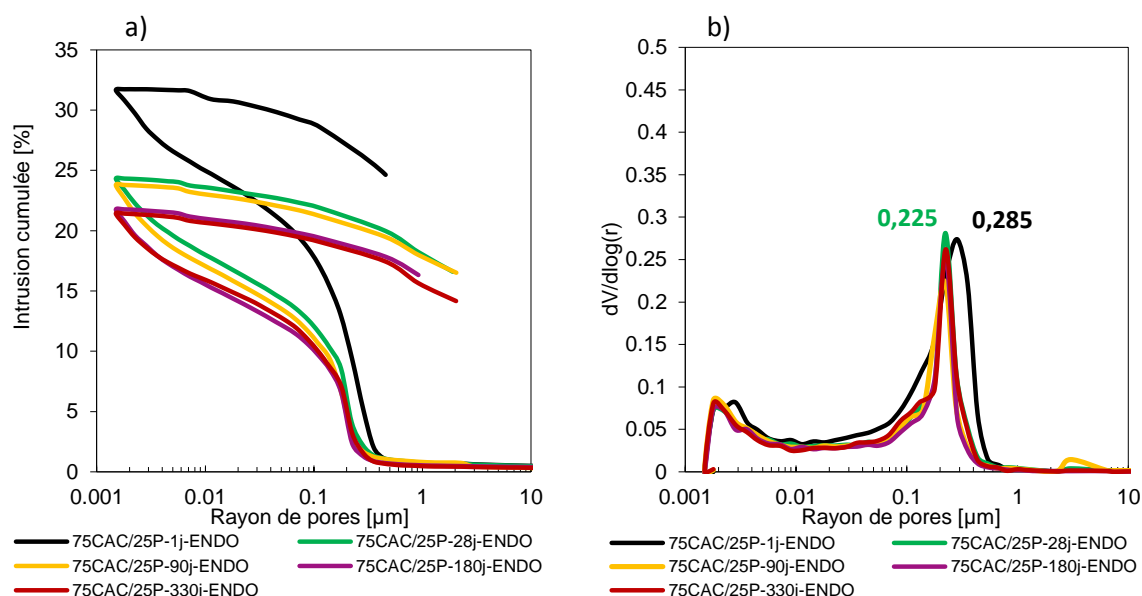 a)
35
30
25
20
15
10
5
0
Intrusion cumulée [%]
0.001 0.01 0.1 1 10
Rayon de pores [µm]
75CAC/25P-1j-ENDO 75CAC/25P-28j-ENDO
75CAC/25P-90j-ENDO 75CAC/25P-180j-ENDO
75CAC/25P-330j-ENDO
b)
0.5
0.45
0.4
0.35
0.3
0.25
0.2
0.15
0.1
0.05
0
dV/dlog(r)
0,225 0,285
0.001 0.01 0.1 1 10
Rayon de pores [µm]
75CAC/25P-1j-ENDO 75CAC/25P-28j-ENDO
75CAC/25P-90j-ENDO 75CAC/25P-180j-ENDO
75CAC/25P-330j-ENDO